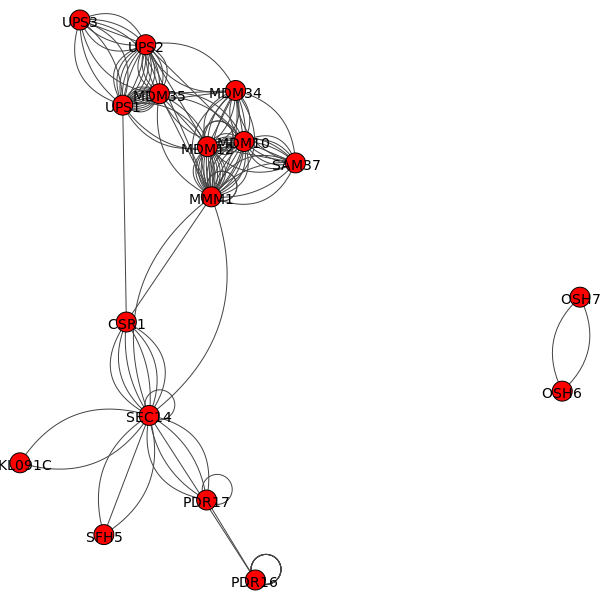 UPS3
UPS2
MDM35
UPS1
MDM34
MDM12
MDM10
SAM37
MMM1
OSH7
CSR1
OSH6
SEC14
KL091C
PDR17
SFH5
PDR16